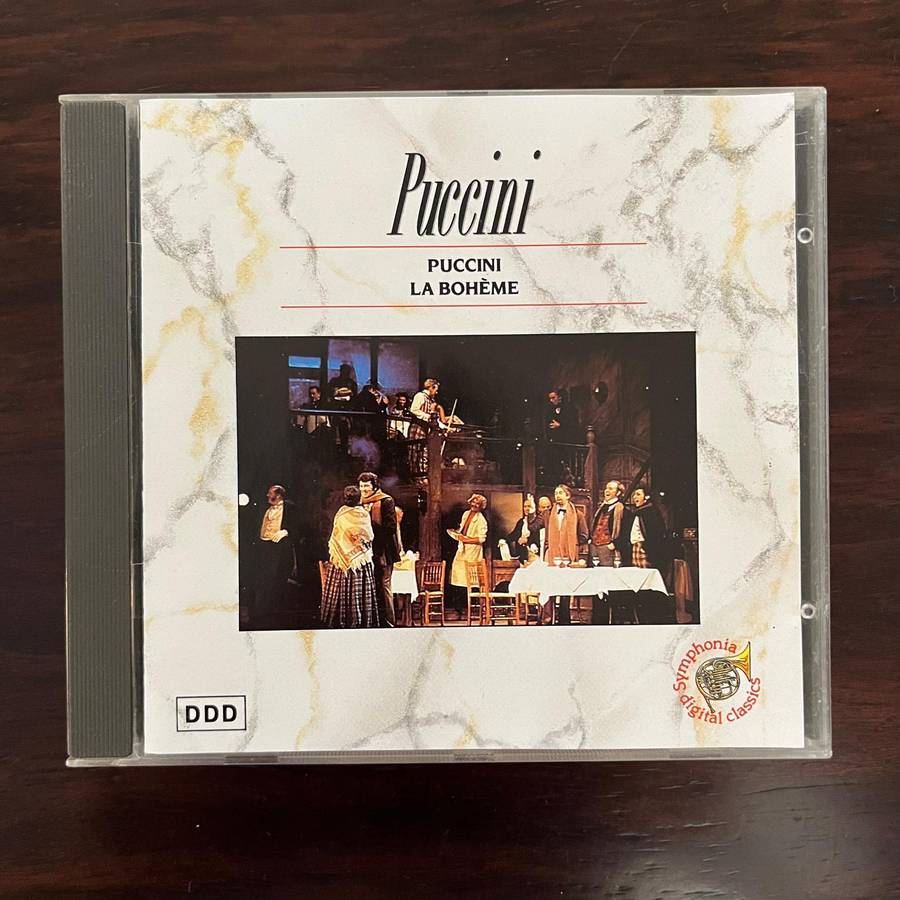 Puccini
PUCCINI
LA BOHÈME
DDD
Symphonia
digital classics